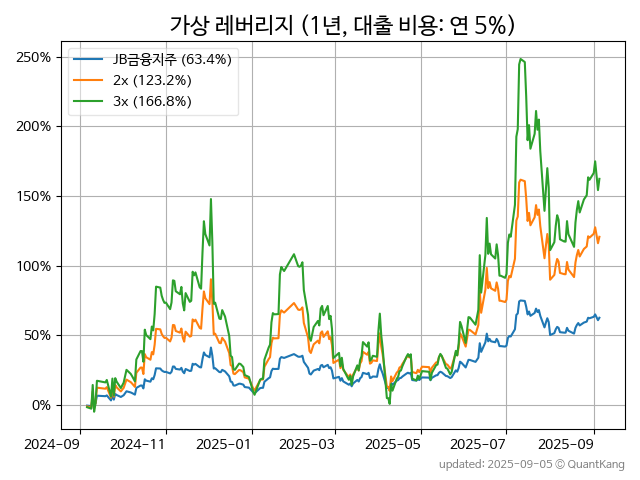 가상 레버리지 (1년, 대출 비용: 연 5%)
JB금융지주 (63.4%)
2x (123.2%)
3x (166.8%)
250%
200%
150%
100%
50%
0%
2024-09 2024-11 2025-01 2025-03 2025-05 2025-07 2025-09
updated: 2025-09-05 © QuantKang